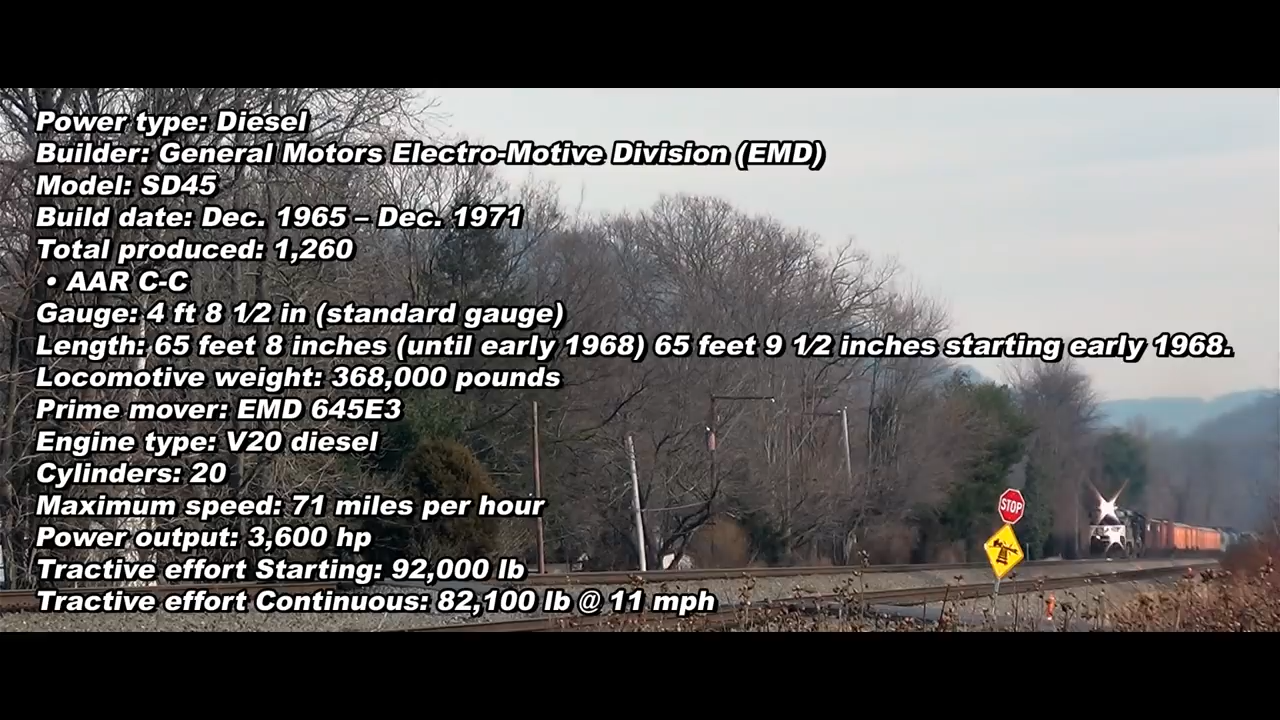 Power type: Diesel
Builder: General Motors Electro-Motive Division (EMD)
Model: SD45
Build date: Dec. 1965 – Dec. 1971
Total produced: 1,260
• AAR C-C
Gauge: 4 ft 8 1/2 in (standard gauge)
Length: 65 feet 8 inches (until early 1968) 65 feet 9 1/2 inches starting early 1968.
Locomotive weight: 368,000 pounds
Prime mover: EMD 645E3
Engine type: V20 diesel
Cylinders: 20
Maximum speed: 71 miles per hour
Power output: 3,600 hp
Tractive effort Starting: 92,000 lb
Tractive effort Continuous: 82,100 lb @ 11 mph
STOP